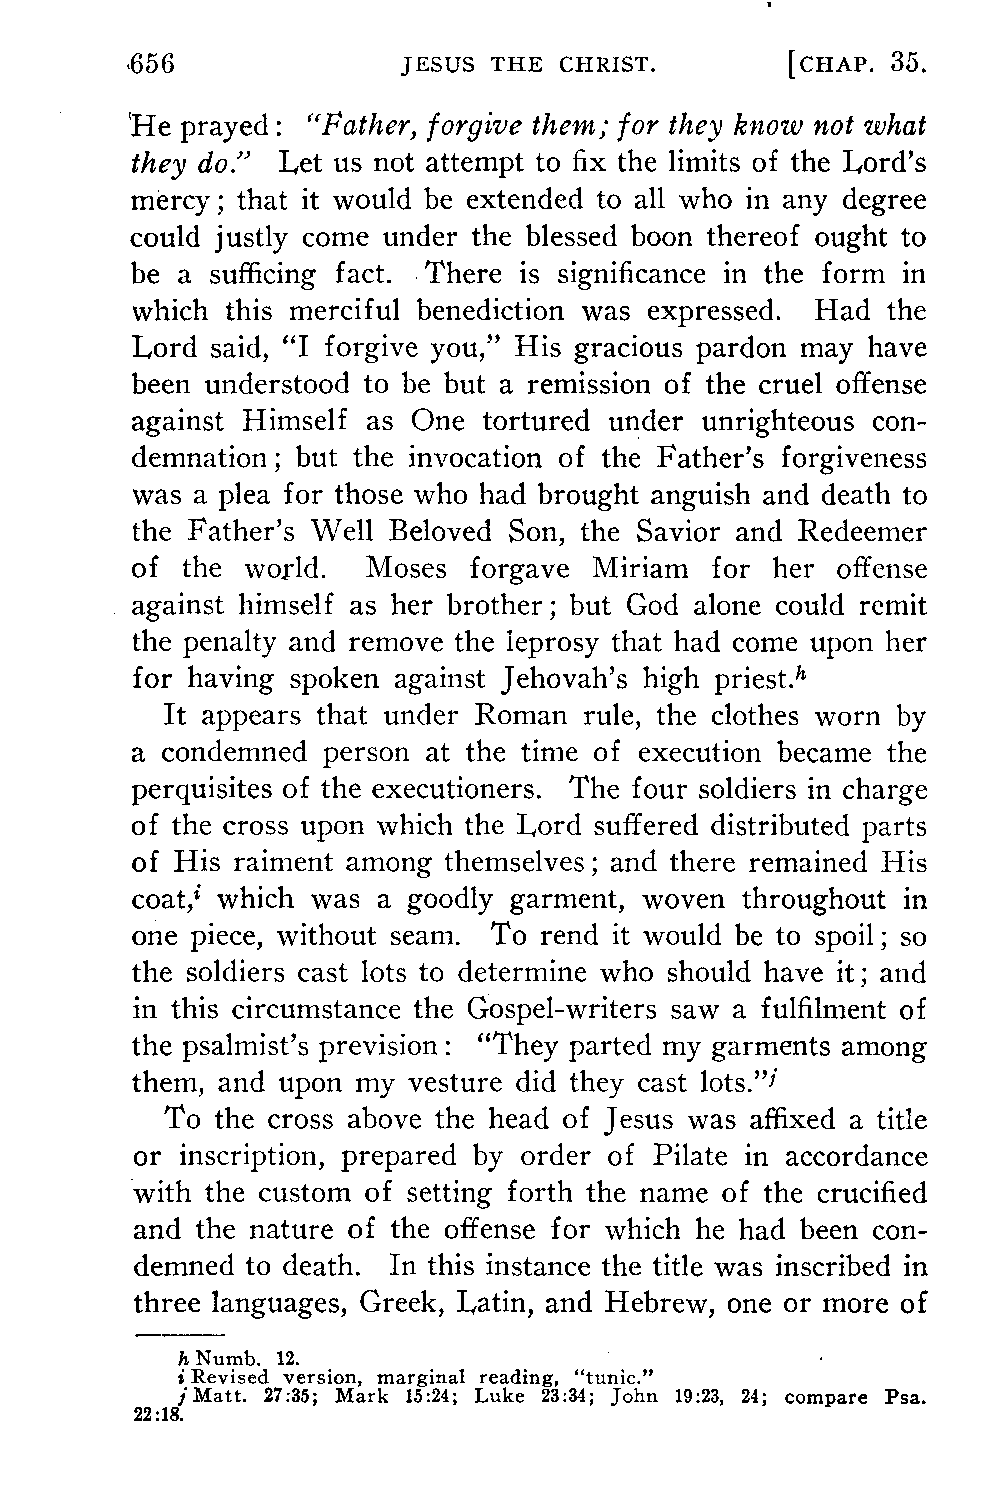 656 JESUS THE CHRIST. [CHAP. 35.
He prayed: "Father, forgive them; for they know not what
they do." Let us not attempt to fix the limits of the Lord's
mercy; that it would be extended to all who in any degree
could justly come under the blessed boon thereof ought to
be a sufficing fact. There is significance in the form in
which this merciful benediction was expressed. Had the
Lord said, "I forgive you," His gracious pardon may have
been understood to be but a remission of the cruel offense
against Himself as One tortured under unrighteous con-
demnation; but the invocation of the Father's forgiveness
was a plea for those who had brought anguish and death to
the Father's Well Beloved Son, the Savior and Redeemer
of the world. Moses forgave Miriam for her offense
against himself as her brother; but God alone could remit
the penalty and remove the leprosy that had come upon her
for having spoken against Jehovah's high priest.h
It appears that under Roman rule, the clothes worn by
a condemned person at the time of execution became the
perquisites of the executioners. The four soldiers in charge
of the cross upon which the Lord suffered distributed parts
of His raiment among themselves; and there remained His
coat,i which was a goodly garment, woven throughout in
one piece, without seam. To rend it would be to spoil; so
the soldiers cast lots to determine who should have it; and
in this circumstance the Gospel-writers saw a fulfilment of
the psalmist's prevision: "They parted my garments among
them, and upon my vesture did they cast lots."j
To the cross above the head of Jesus was affixed a title
or inscription, prepared by order of Pilate in accordance
with the custom of setting forth the name of the crucified
and the nature of the offense for which he had been con-
demned to death. In this instance the title was inscribed in
three languages, Greek, Latin, and Hebrew, one or more of
h Numb. 12.
i Revised version, marginal reading, "tunic."
j Matt. 27:35; Mark 15:24; Luke 23:34; John 19:23, 24; compare Psa.
22:18.